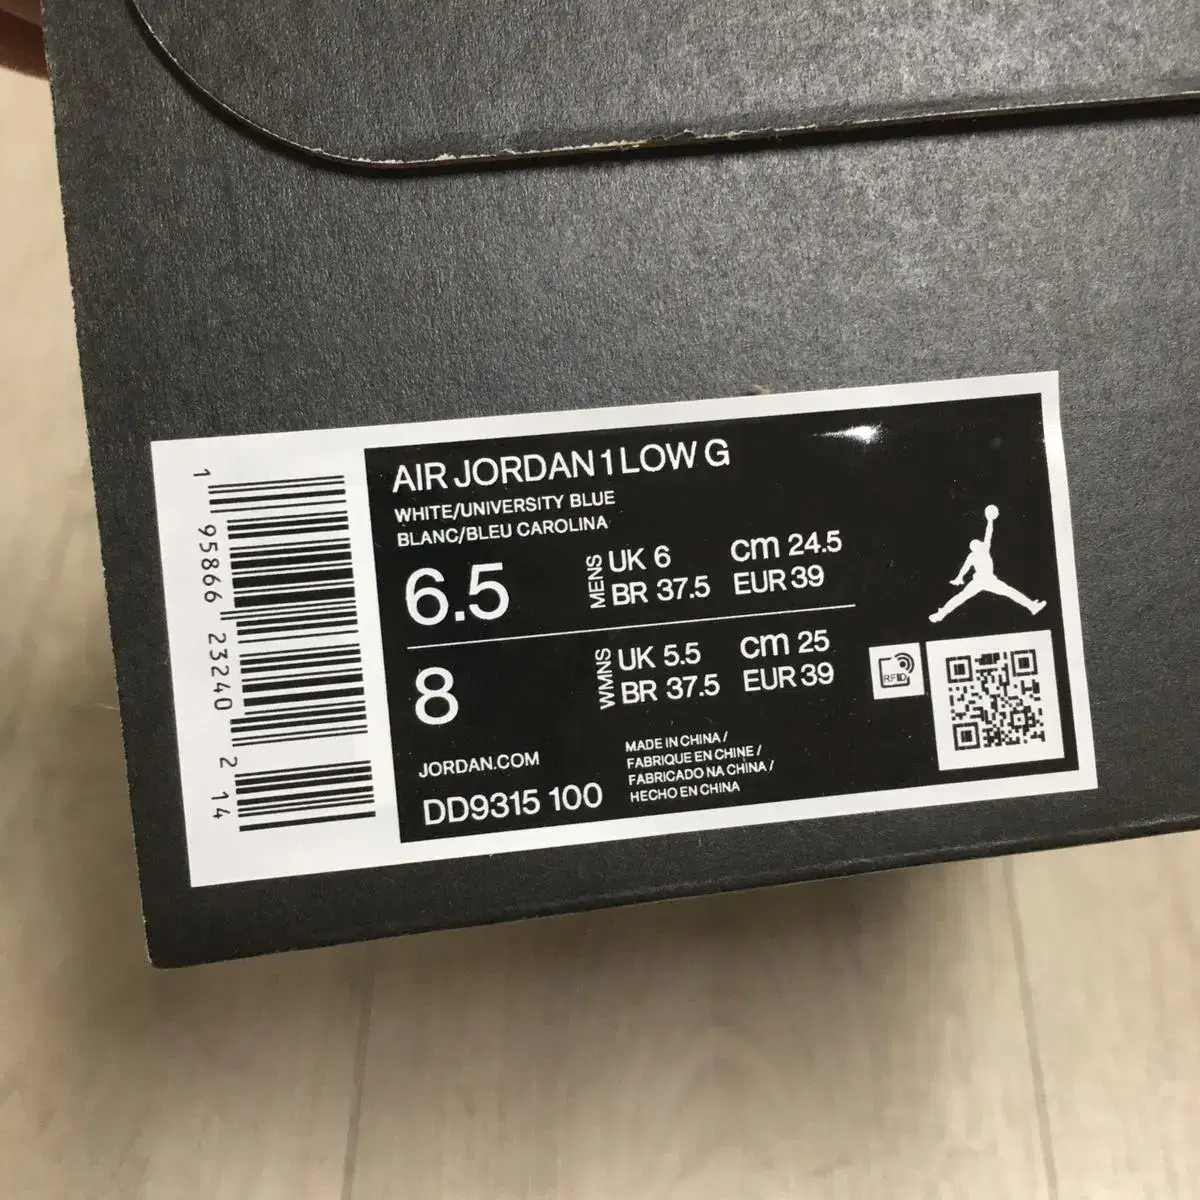 AIR JORDAN 1 LOW G
WHITE/UNIVERSITY BLUE
BLANC/BLEU CAROLINA
6.5
MENS
UK 6
cm 24.5
BR 37.5
EUR 39
8
WMNS
UK 5.5
cm 25
BR 37.5
EUR 39
JORDAN.COM
DD9315 100
MADE IN CHINA /
FABRIQUE EN CHINE /
FABRICADO NA CHINA /
HECHO EN CHINA
RFID
1 95866 23240 2 14